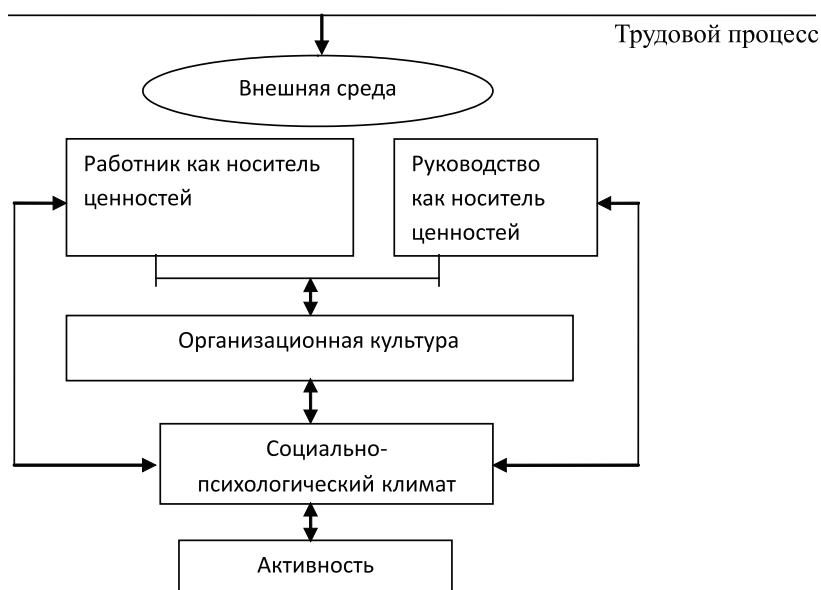 Трудовой процесс
Внешняя среда
Работник как носитель
ценностей
Руководство
как носитель
ценностей
Организационная культура
Социально-
психологический климат
Активность